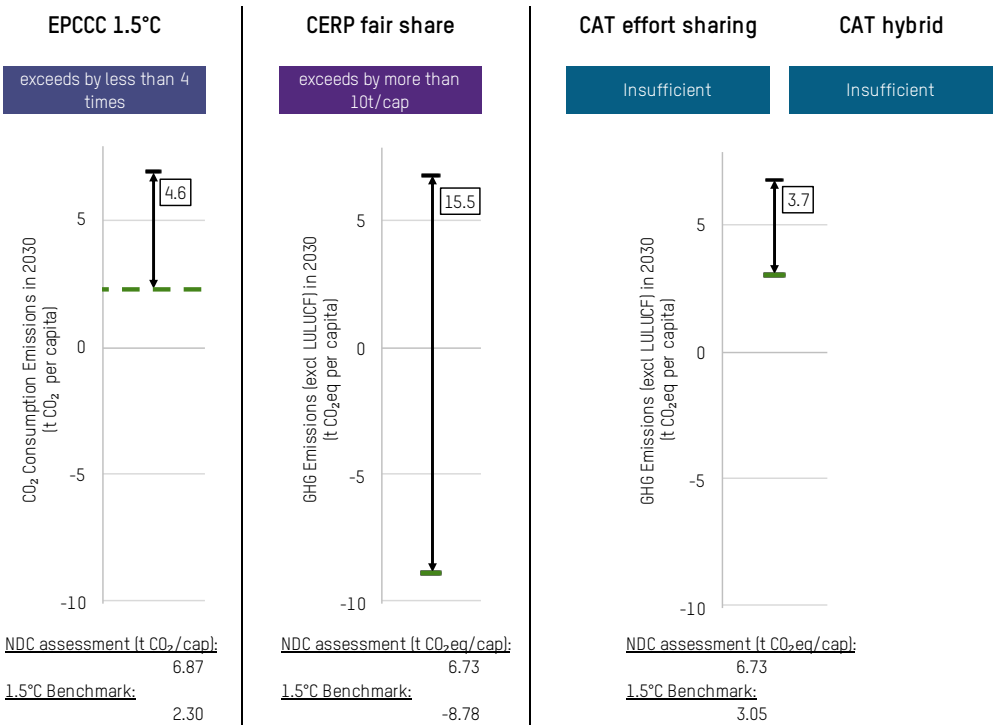 EPCCC 1.5°C
exceeds by less than 4
times
5
0
-5
-10
CO₂ Consumption Emissions in 2030
(t CO₂ per capita)
4.6
NDC assessment (t CO₂/cap):
6.87
1.5°C Benchmark:
2.30
CERP fair share
exceeds by more than
10t/cap
5
0
-5
-10
GHG Emissions (excl LULUCF) in 2030
(t CO₂eq per capita)
15.5
NDC assessment (t CO₂eq/cap):
6.73
1.5°C Benchmark:
-8.78
CAT effort sharing
Insufficient
CAT hybrid
Insufficient
5
0
-5
-10
GHG Emissions (excl LULUCF) in 2030
(t CO₂eq per capita)
3.7
NDC assessment (t CO₂eq/cap):
6.73
1.5°C Benchmark:
3.05